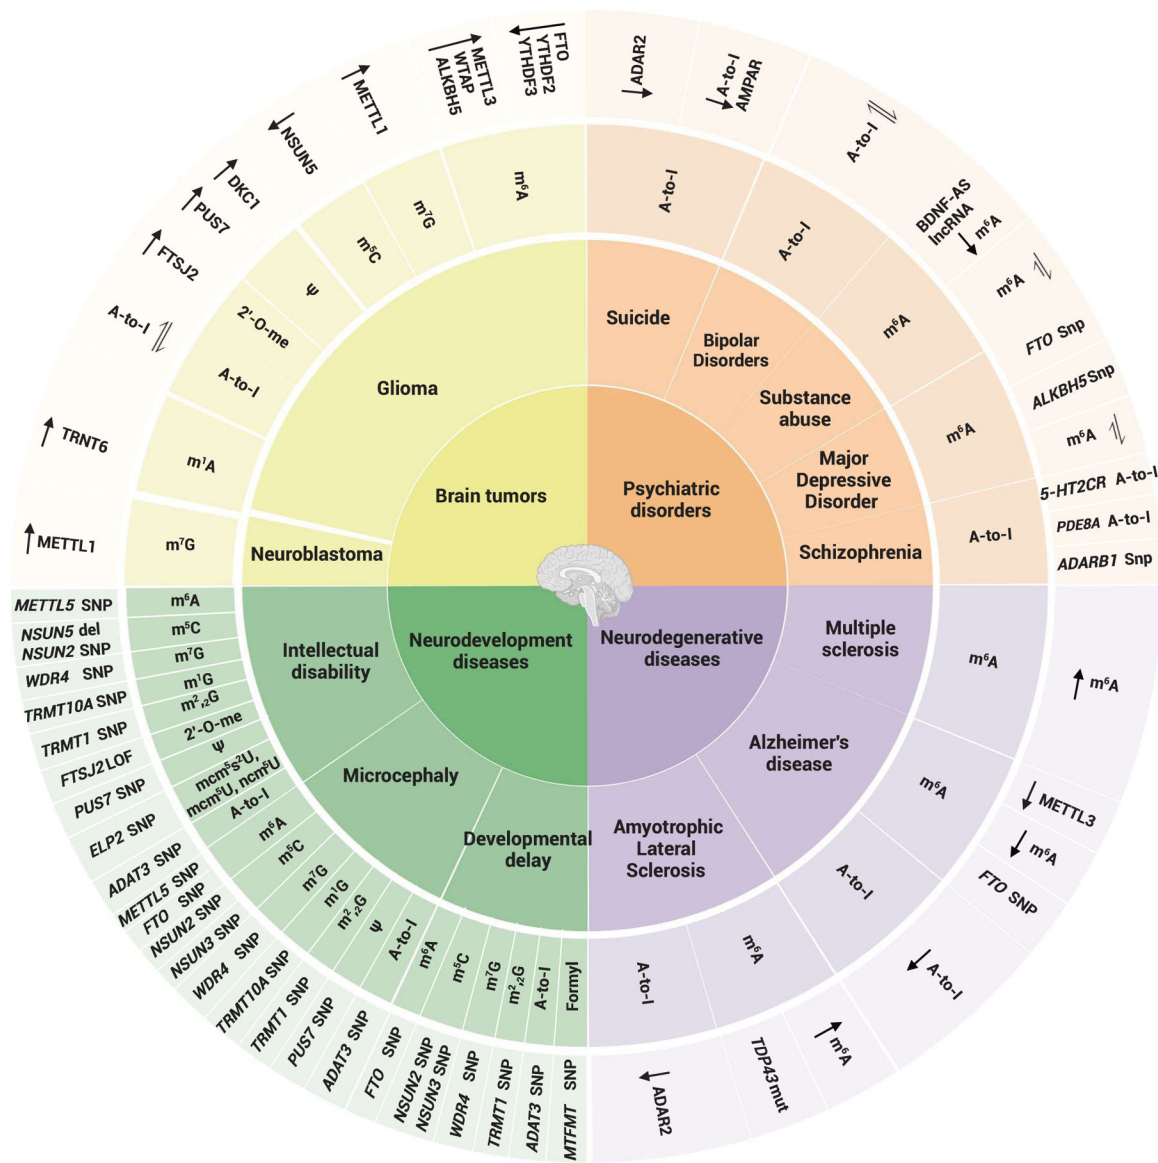 Brain tumors
Psychiatric
disorders
Neurodevelopment
diseases
Neurodegenerative
diseases
Glioma
Neuroblastoma
Suicide
Bipolar
Disorders
Substance
abuse
Major
Depressive
Disorder
Schizophrenia
Multiple
sclerosis
Alzheimer's
disease
Amyotrophic
Lateral
Sclerosis
Developmental
delay
Microcephaly
Intellectual
disability
A-to-I
A-to-I
m⁶A
m⁶A
A-to-I
m⁶A
m⁶A
A-to-I
m⁶A
A-to-I
Formyl
A-to-I
m²,₂G
m⁷G
m⁵C
m⁶A
A-to-I
Ψ
m²,₂G
m¹G
m⁷G
m⁵C
m⁶A
A-to-I
mcm⁵s²U,
mcm⁵U, ncm⁵U
Ψ
2'-O-me
m²,₂G
m¹G
m⁷G
m⁵C
m⁶A
m⁷G
m¹A
A-to-I
2'-O-me
Ψ
m⁵C
m⁷G
m⁶A
↓ ADAR2
↓ A-to-I
AMPAR
A-to-I ⇌
BDNF-AS
lncRNA
↓ m⁶A
m⁶A ⇌
FTO Snp
ALKBH5 Snp
m⁶A ⇌
5-HT2CR A-to-I
PDE8A A-to-I
ADARB1 Snp
↑ m⁶A
↓ METTL3
↓ m⁶A
FTO SNP
↓ A-to-I
↑ m⁶A
TDP43 mut
↓ ADAR2
MTFMT SNP
ADAT3 SNP
TRMT1 SNP
WDR4 SNP
NSUN3 SNP
NSUN2 SNP
FTO SNP
ADAT3 SNP
PUS7 SNP
TRMT1 SNP
TRMT10A SNP
WDR4 SNP
NSUN3 SNP
NSUN2 SNP
FTO SNP
METTL5 SNP
ADAT3 SNP
ELP2 SNP
PUS7 SNP
FTSJ2 LOF
TRMT1 SNP
TRMT10A SNP
WDR4 SNP
NSUN2 SNP
NSUN5 del
METTL5 SNP
↑ METTL1
↑ TRNT6
A-to-I ⇌
↑ FTSJ2
↑ PUS7
↑ DKC1
↓ NSUN5
↑ METTL1
↑ METTL3
WTAP
ALKBH5
↓ FTO
YTHDF2
YTHDF3